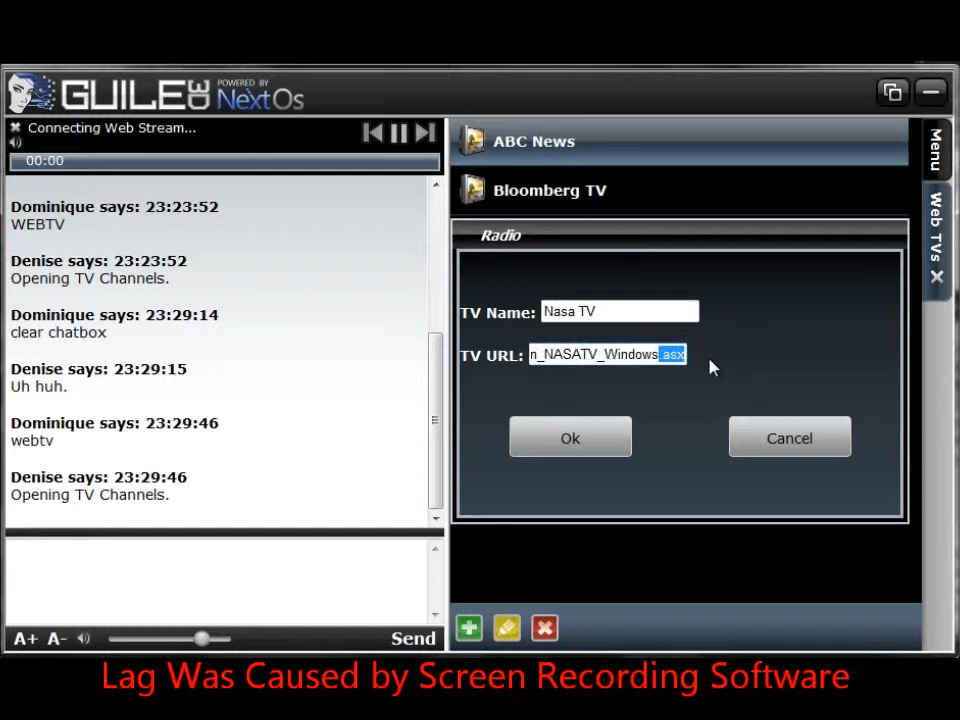 GUILE 3D POWERED BY NextOs
Connecting Web Stream...
00:00
Dominique says: 23:23:52
WEBTV
Denise says: 23:23:52
Opening TV Channels.
Dominique says: 23:29:14
clear chatbox
Denise says: 23:29:15
Uh huh.
Dominique says: 23:29:46
webtv
Denise says: 23:29:46
Opening TV Channels.
A+ A-
Send
ABC News
Bloomberg TV
Radio
TV Name: Nasa TV
TV URL: n_NASATV_Windows.asx
Ok
Cancel
Menu
Web TVs
Lag Was Caused by Screen Recording Software